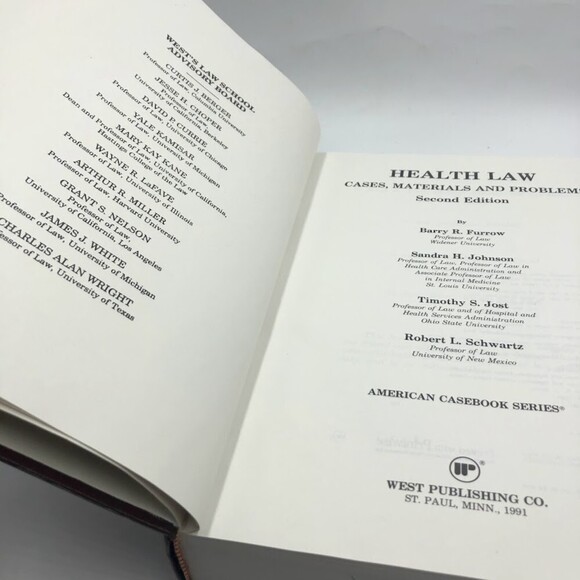 WEST'S LAW SCHOOL
ADVISORY BOARD
CURTIS J. BERGER
Professor of Law, Columbia University
JESSE H. CHOPER
Professor of Law,
University of California, Berkeley
DAVID P. CURRIE
Professor of Law, University of Chicago
YALE KAMISAR
Professor of Law, University of Michigan
MARY KAY KANE
Dean and Professor of Law, University of California,
Hastings College of the Law
WAYNE R. LaFAVE
Professor of Law, University of Illinois
ARTHUR R. MILLER
Professor of Law, Harvard University
GRANT S. NELSON
Professor of Law,
University of California, Los Angeles
JAMES J. WHITE
Professor of Law, University of Michigan
CHARLES ALAN WRIGHT
Professor of Law, University of Texas
HEALTH LAW
CASES, MATERIALS AND PROBLEMS
Second Edition
By
Barry R. Furrow
Professor of Law
Widener University
Sandra H. Johnson
Professor of Law, Professor of Law in
Health Care Administration and
Associate Professor of Law
in Internal Medicine
St. Louis University
Timothy S. Jost
Professor of Law and of Hospital and
Health Services Administration
Ohio State University
Robert L. Schwartz
Professor of Law
University of New Mexico
AMERICAN CASEBOOK SERIES®
WEST PUBLISHING CO.
ST. PAUL, MINN., 1991